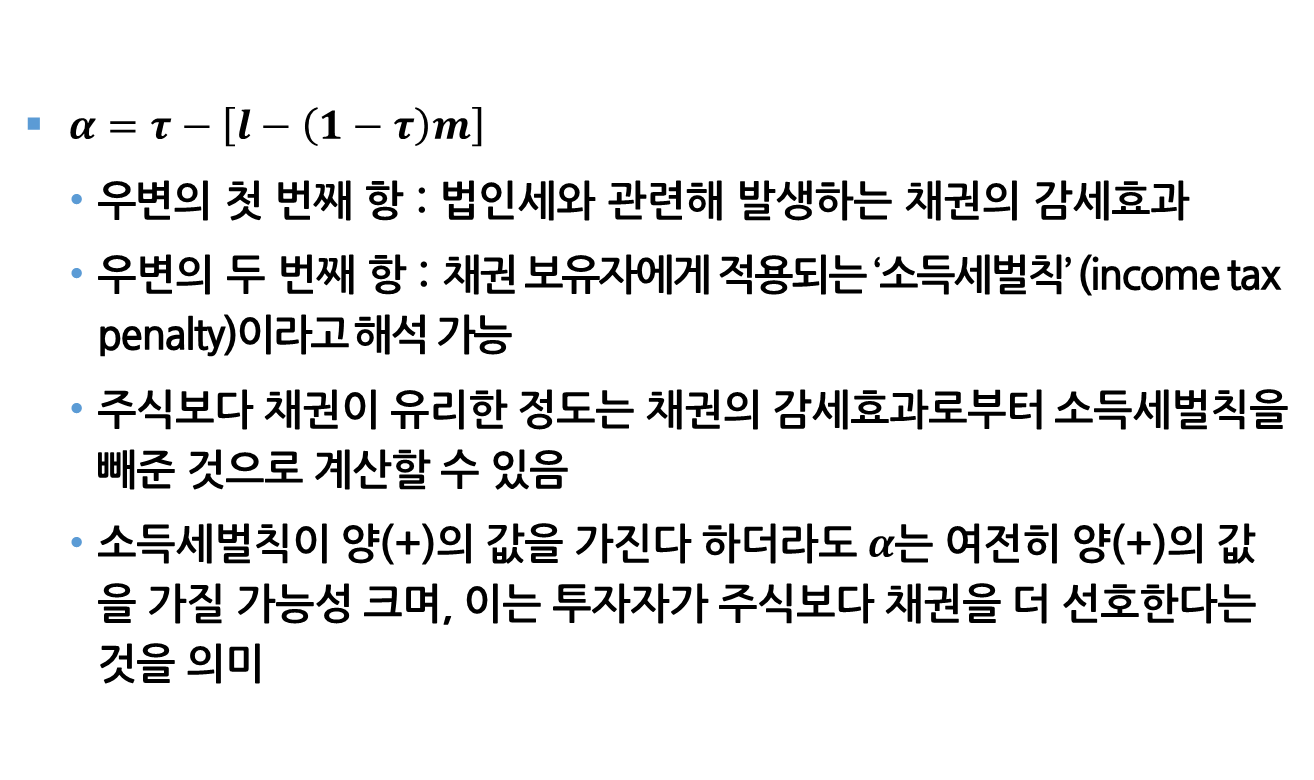 ▪ α = τ − [l − (1 − τ)m]
• 우변의 첫 번째 항 : 법인세와 관련해 발생하는 채권의 감세효과
• 우변의 두 번째 항 : 채권 보유자에게 적용되는 ‘소득세벌칙’ (income tax
penalty)이라고 해석 가능
• 주식보다 채권이 유리한 정도는 채권의 감세효과로부터 소득세벌칙을
빼준 것으로 계산할 수 있음
• 소득세벌칙이 양(+)의 값을 가진다 하더라도 α는 여전히 양(+)의 값
을 가질 가능성 크며, 이는 투자자가 주식보다 채권을 더 선호한다는
것을 의미